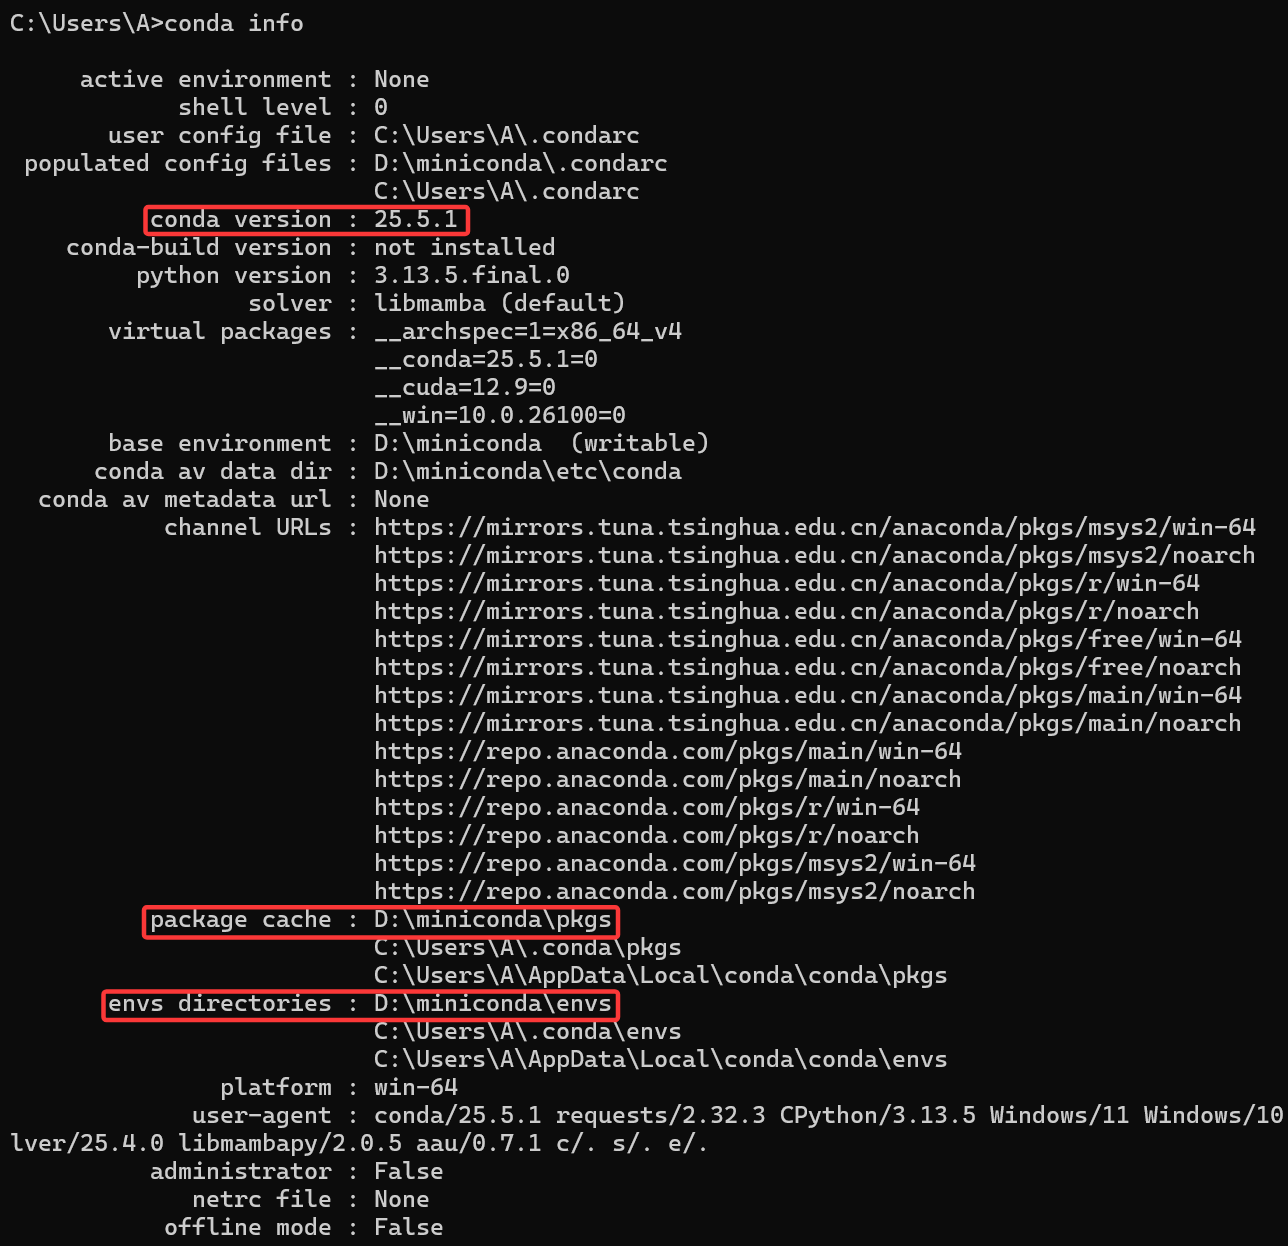 C:\Users\A>conda info
active environment : None
shell level : 0
user config file : C:\Users\A\.condarc
populated config files : D:\miniconda\.condarc
C:\Users\A\.condarc
conda version : 25.5.1
conda-build version : not installed
python version : 3.13.5.final.0
solver : libmamba (default)
virtual packages : __archspec=1=x86_64_v4
__conda=25.5.1=0
__cuda=12.9=0
__win=10.0.26100=0
base environment : D:\miniconda  (writable)
conda av data dir : D:\miniconda\etc\conda
conda av metadata url : None
channel URLs : https://mirrors.tuna.tsinghua.edu.cn/anaconda/pkgs/msys2/win-64
https://mirrors.tuna.tsinghua.edu.cn/anaconda/pkgs/msys2/noarch
https://mirrors.tuna.tsinghua.edu.cn/anaconda/pkgs/r/win-64
https://mirrors.tuna.tsinghua.edu.cn/anaconda/pkgs/r/noarch
https://mirrors.tuna.tsinghua.edu.cn/anaconda/pkgs/free/win-64
https://mirrors.tuna.tsinghua.edu.cn/anaconda/pkgs/free/noarch
https://mirrors.tuna.tsinghua.edu.cn/anaconda/pkgs/main/win-64
https://mirrors.tuna.tsinghua.edu.cn/anaconda/pkgs/main/noarch
https://repo.anaconda.com/pkgs/main/win-64
https://repo.anaconda.com/pkgs/main/noarch
https://repo.anaconda.com/pkgs/r/win-64
https://repo.anaconda.com/pkgs/r/noarch
https://repo.anaconda.com/pkgs/msys2/win-64
https://repo.anaconda.com/pkgs/msys2/noarch
package cache : D:\miniconda\pkgs
C:\Users\A\.conda\pkgs
C:\Users\A\AppData\Local\conda\conda\pkgs
envs directories : D:\miniconda\envs
C:\Users\A\.conda\envs
C:\Users\A\AppData\Local\conda\conda\envs
platform : win-64
user-agent : conda/25.5.1 requests/2.32.3 CPython/3.13.5 Windows/11 Windows/10
lver/25.4.0 libmambapy/2.0.5 aau/0.7.1 c/. s/. e/.
administrator : False
netrc file : None
offline mode : False